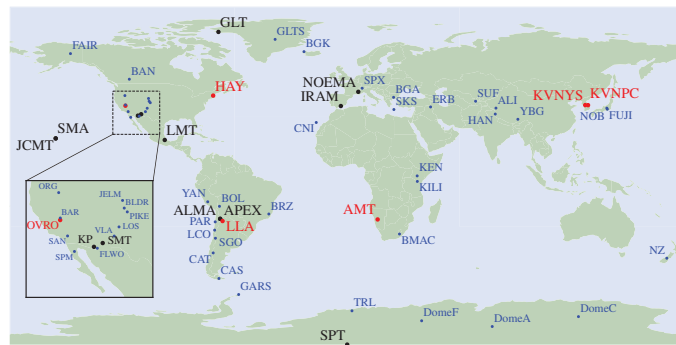 GLT
GLTS
BGK
FAIR
BAN
HAY
NOEMA
SPX
IRAM
BGA
SKS
ERB
SUF
ALI
HAN
YBG
KVNYS
KVNPC
NOB
FUJI
SMA
JCMT
LMT
CNI
KEN
KILI
YAN
BOL
ALMA
APEX
BRZ
PAR
LLA
LCO
SGO
AMT
BMAC
CAT
CAS
GARS
NZ
ORG
JELM
BLDR
PIKE
BAR
OVRO
VLA
LOS
SAN
KP
SMT
SPM
FLWO
TRL
DomeF
DomeA
DomeC
SPT